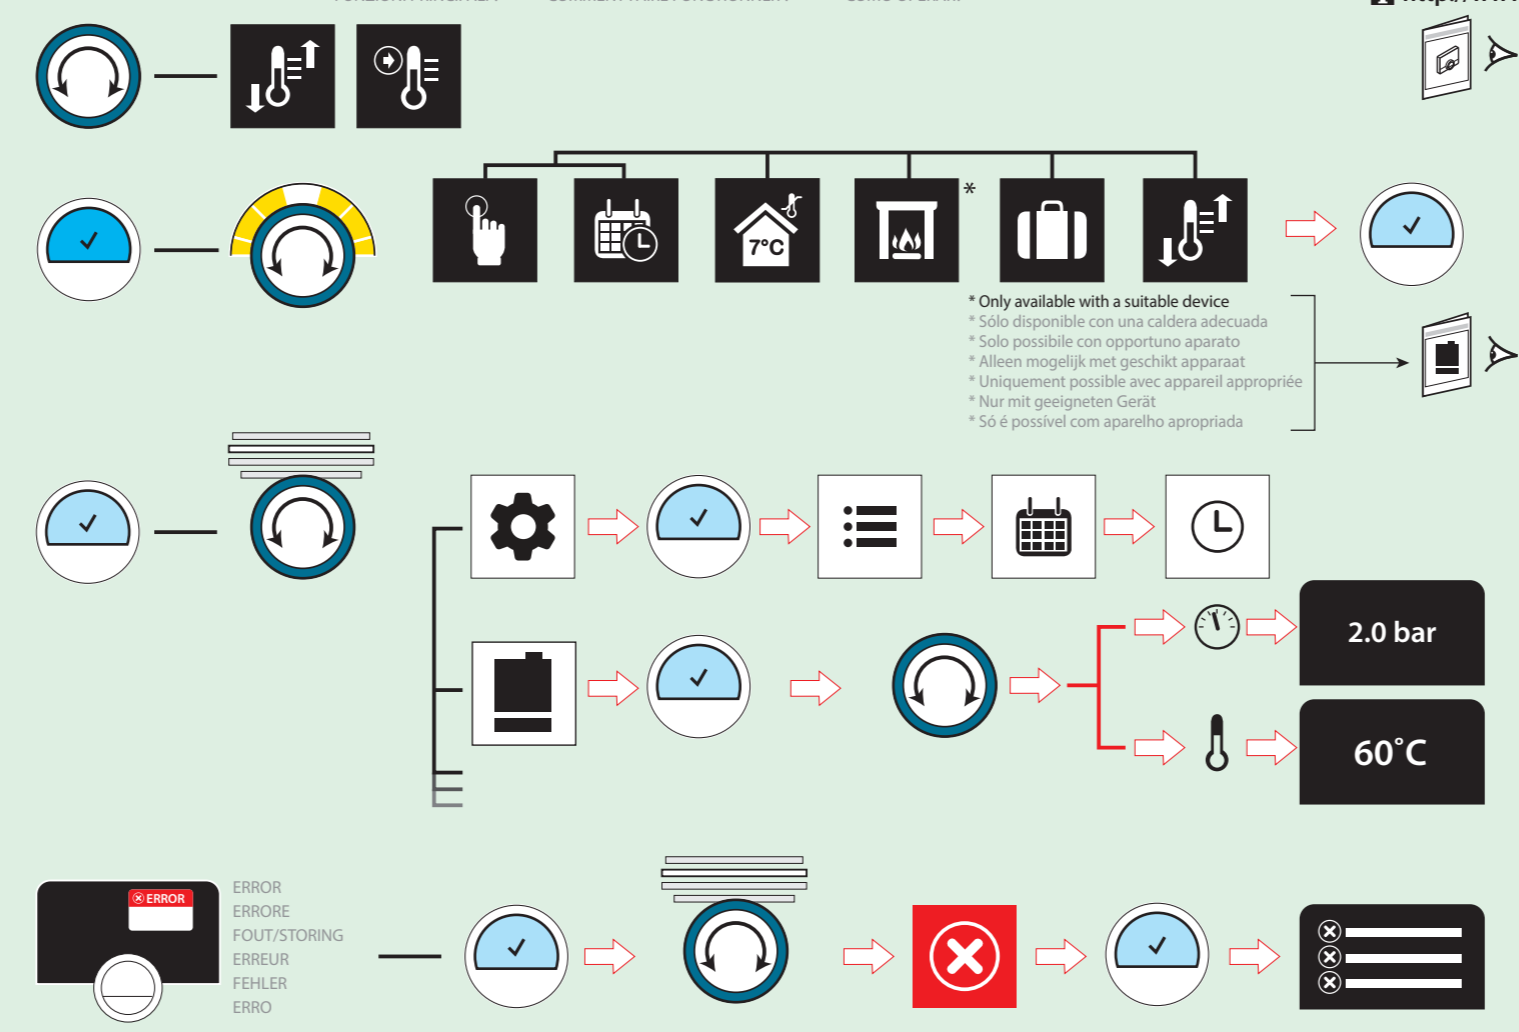 7°C
*
* Only available with a suitable device
* Sólo disponible con una caldera adecuada
* Solo possibile con opportuno aparato
* Alleen mogelijk met geschikt apparaat
* Uniquement possible avec appareil appropriée
* Nur mit geeigneten Gerät
* Só é possível com aparelho apropriada
2.0 bar
60°C
ERROR
ERROR
ERRORE
FOUT/STORING
ERREUR
FEHLER
ERRO